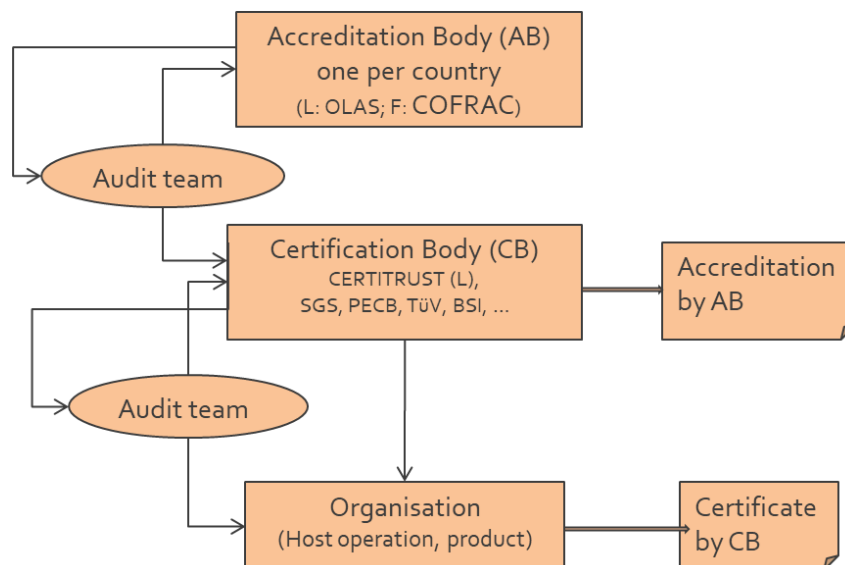 Accreditation Body (AB)
one per country
(L: OLAS; F: COFRAC)
Audit team
Certification Body (CB)
CERTITRUST (L),
SGS, PECB, TüV, BSI, ...
Accreditation
by AB
Audit team
Organisation
(Host operation, product)
Certificate
by CB